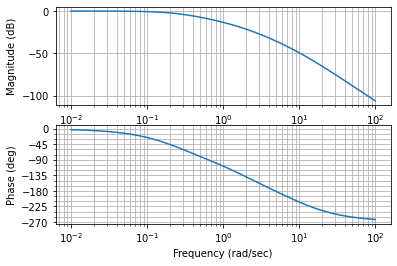 0
−50
−100
Magnitude (dB)
10⁻² 10⁻¹ 10⁰ 10¹ 10²
0
−45
−90
−135
−180
−225
−270
Phase (deg)
10⁻² 10⁻¹ 10⁰ 10¹ 10²
Frequency (rad/sec)